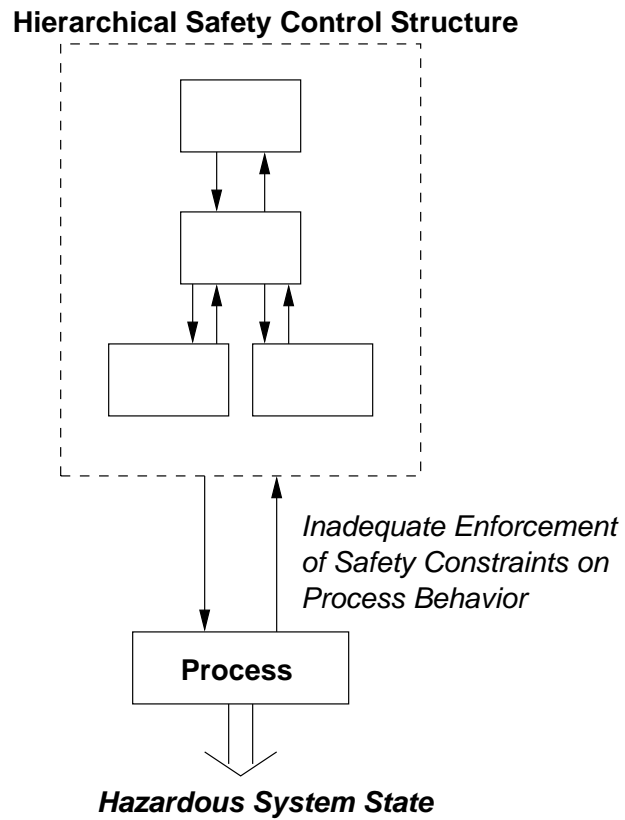 Hierarchical Safety Control Structure
Inadequate Enforcement
of Safety Constraints on
Process Behavior
Process
Hazardous System State